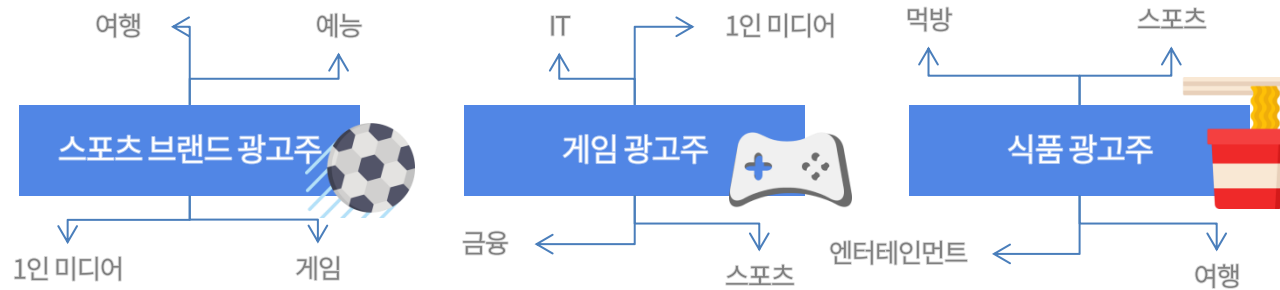 여행
예능
스포츠 브랜드 광고주
1인 미디어
게임
IT
1인 미디어
게임 광고주
금융
스포츠
먹방
스포츠
식품 광고주
엔터테인먼트
여행